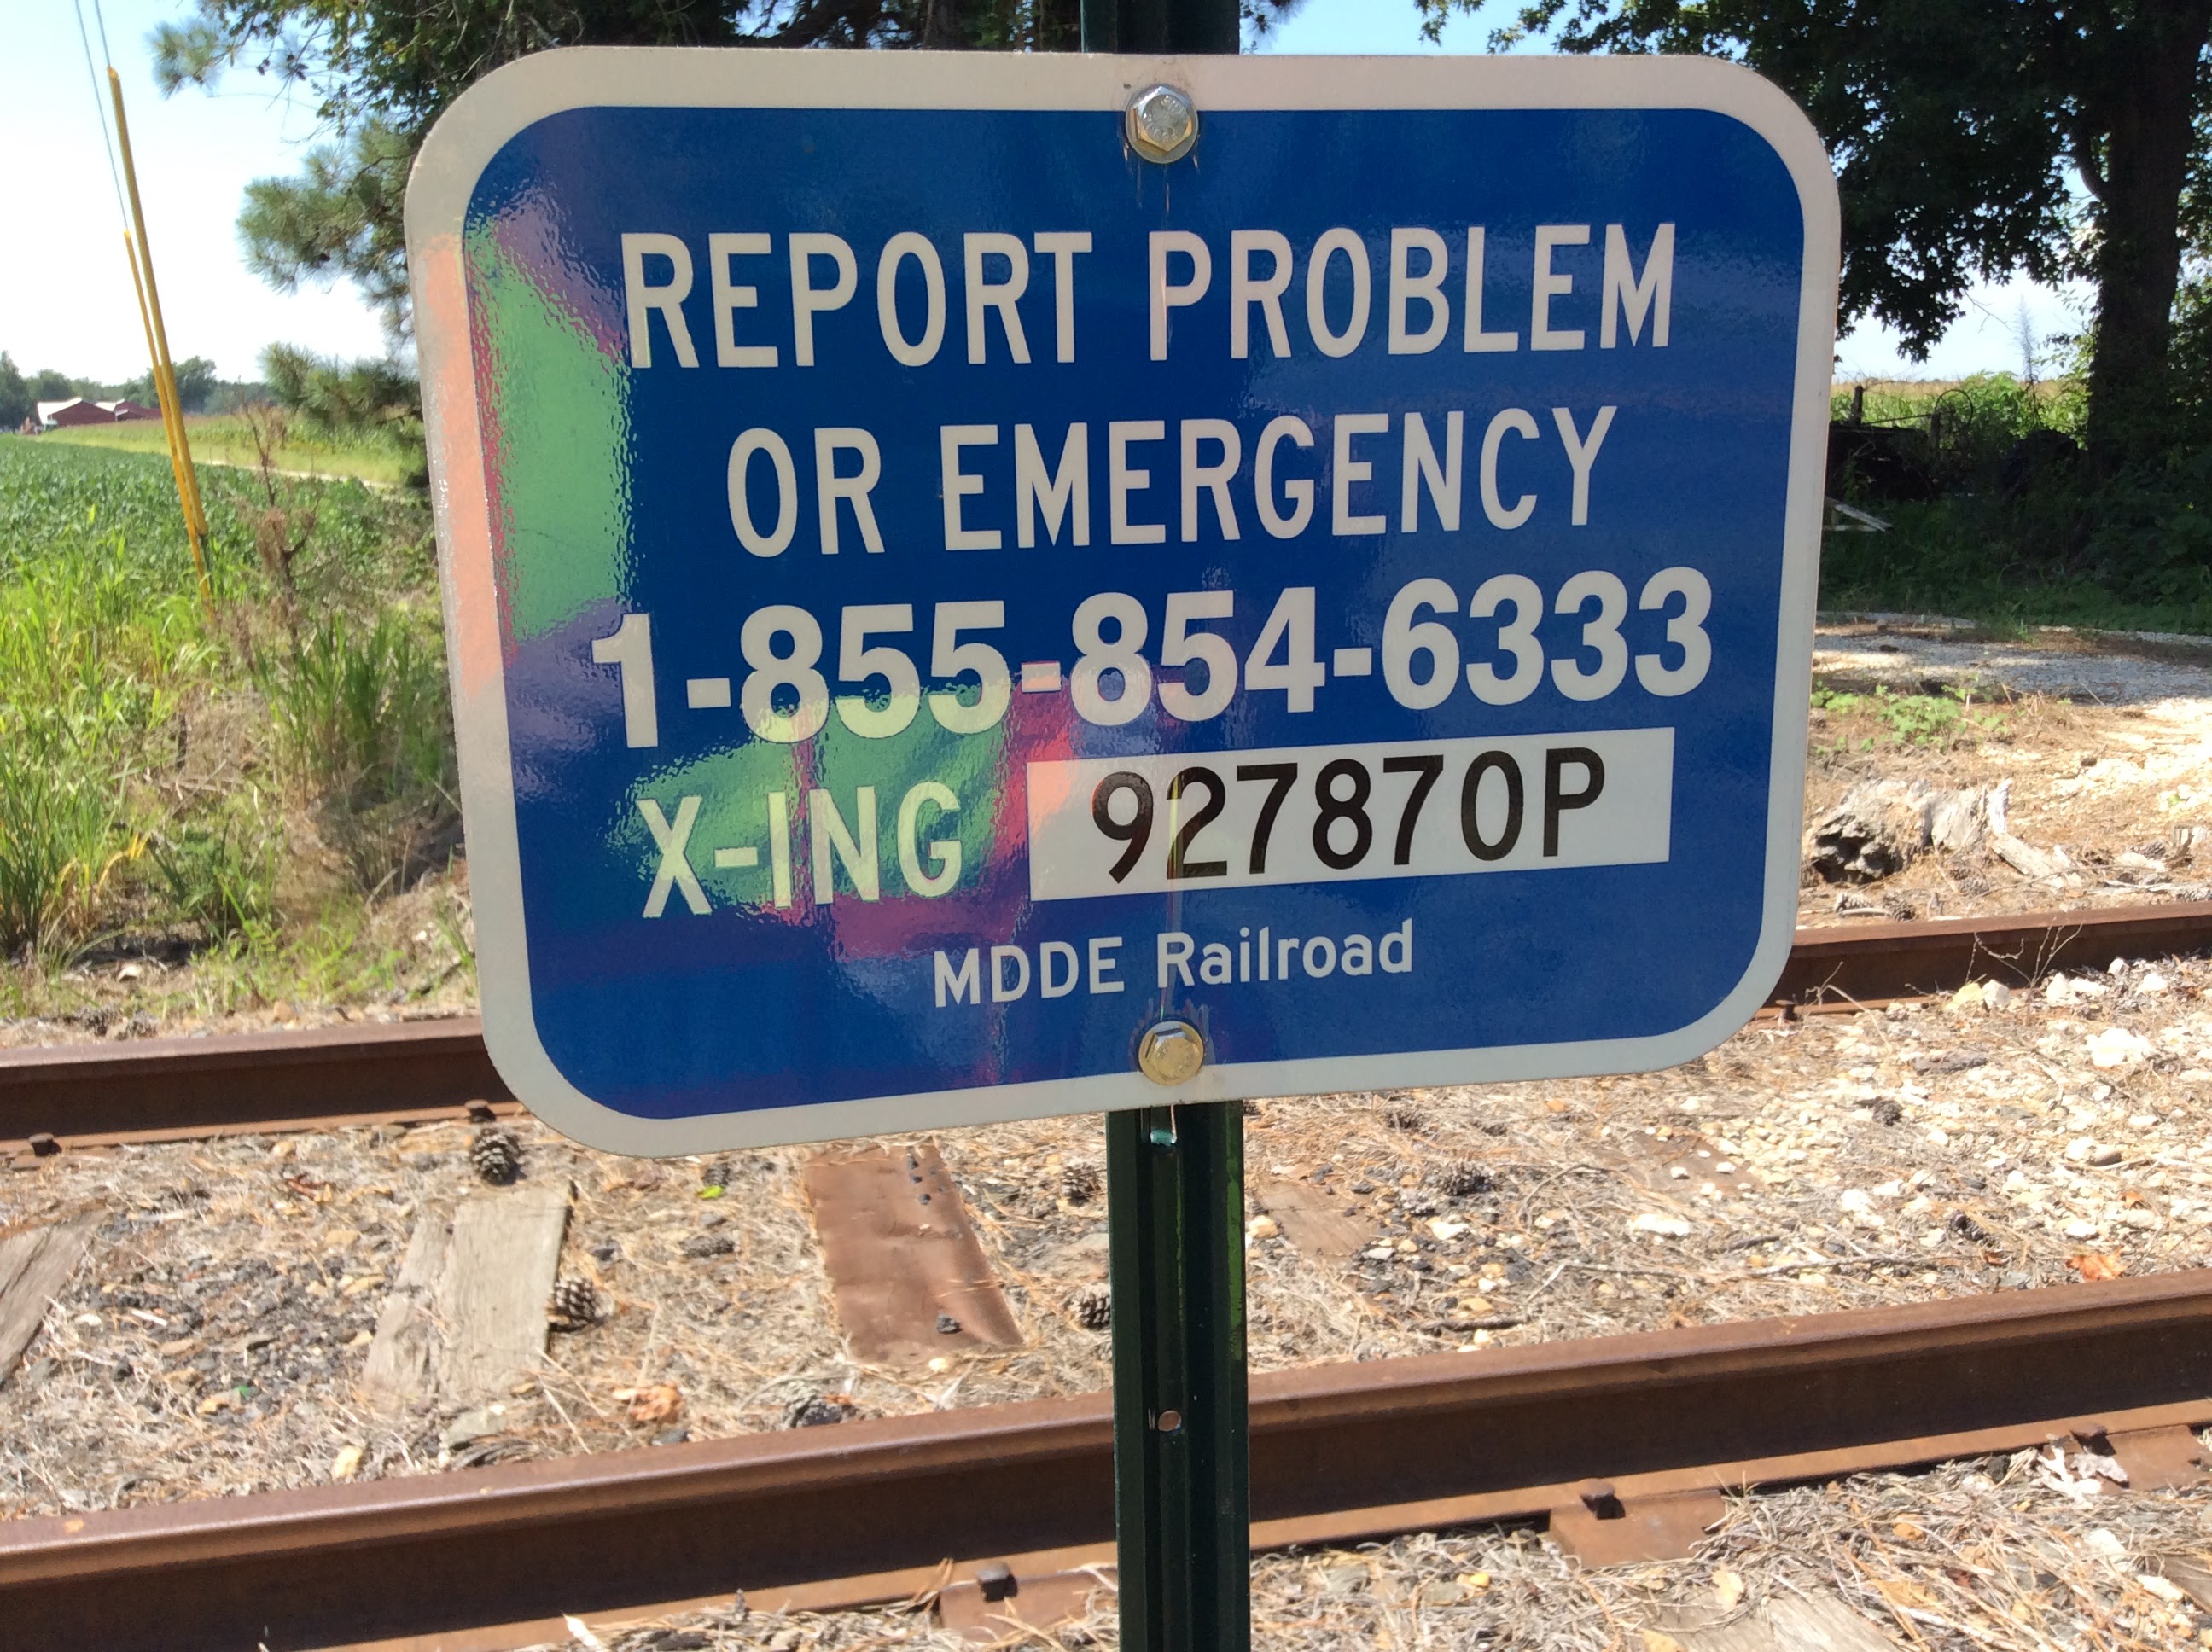 REPORT PROBLEM
OR EMERGENCY
1-855-854-6333
X-ING 927870P
MDDE Railroad